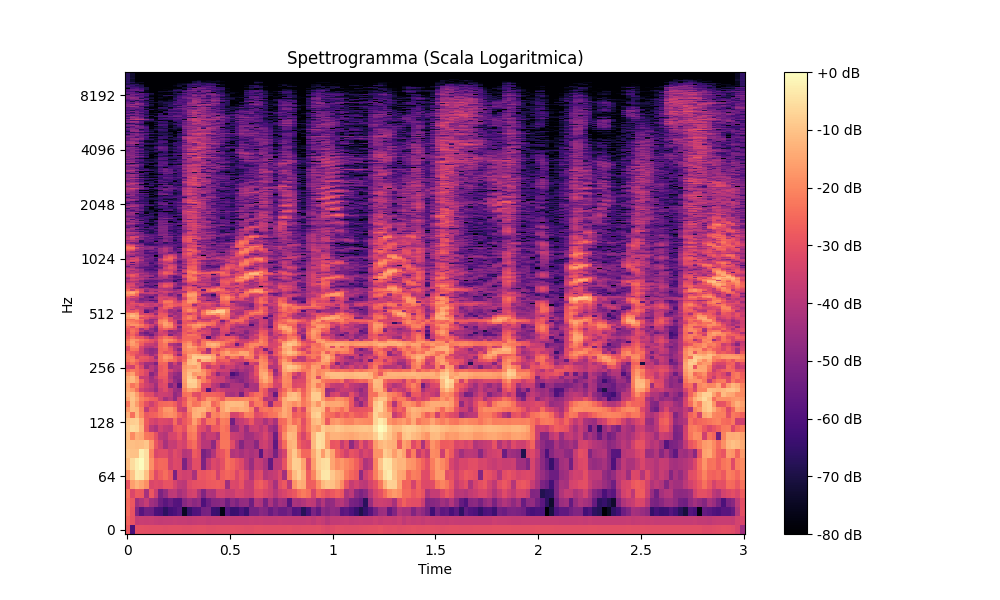 Spettrogramma (Scala Logaritmica)
Hz
8192
4096
2048
1024
512
256
128
64
0
0 0.5 1 1.5 2 2.5 3
Time
+0 dB
-10 dB
-20 dB
-30 dB
-40 dB
-50 dB
-60 dB
-70 dB
-80 dB